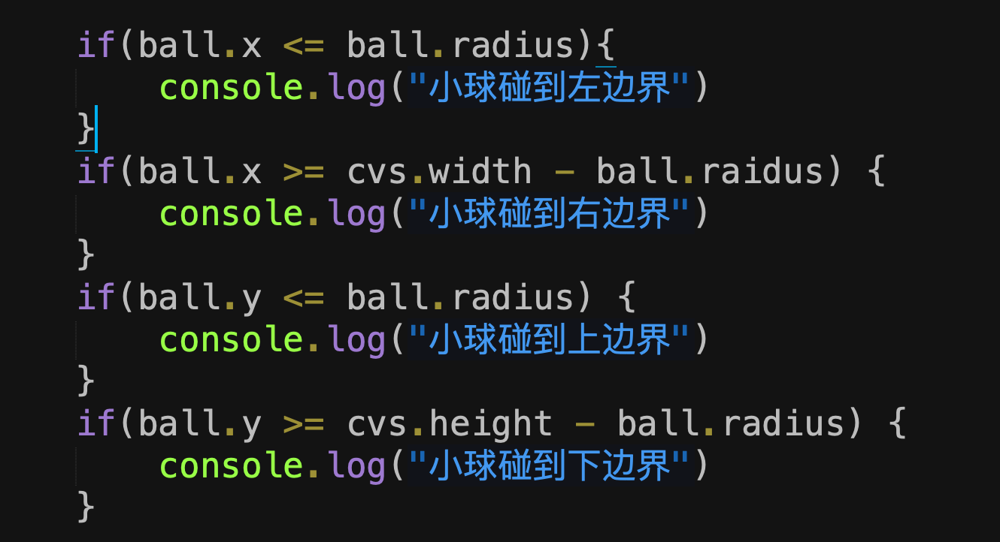 if(ball.x <= ball.radius){
    console.log("小球碰到左边界")
}
if(ball.x >= cvs.width - ball.raidus) {
    console.log("小球碰到右边界")
}
if(ball.y <= ball.radius) {
    console.log("小球碰到上边界")
}
if(ball.y >= cvs.height - ball.radius) {
    console.log("小球碰到下边界")
}